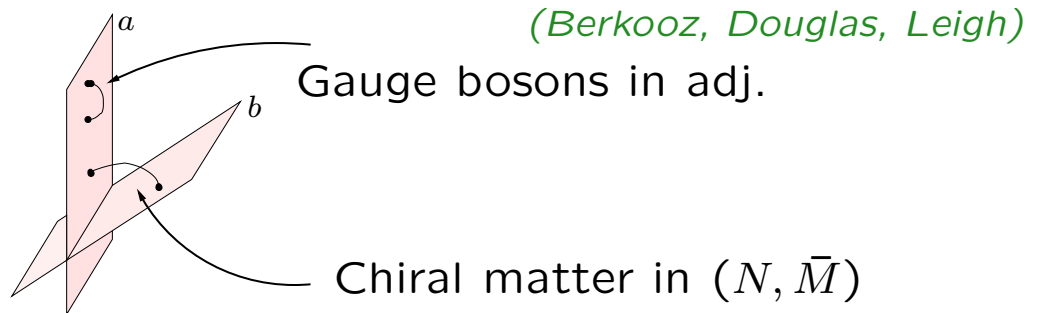 (Berkooz, Douglas, Leigh)
a
Gauge bosons in adj.
b
Chiral matter in (N, M̄)